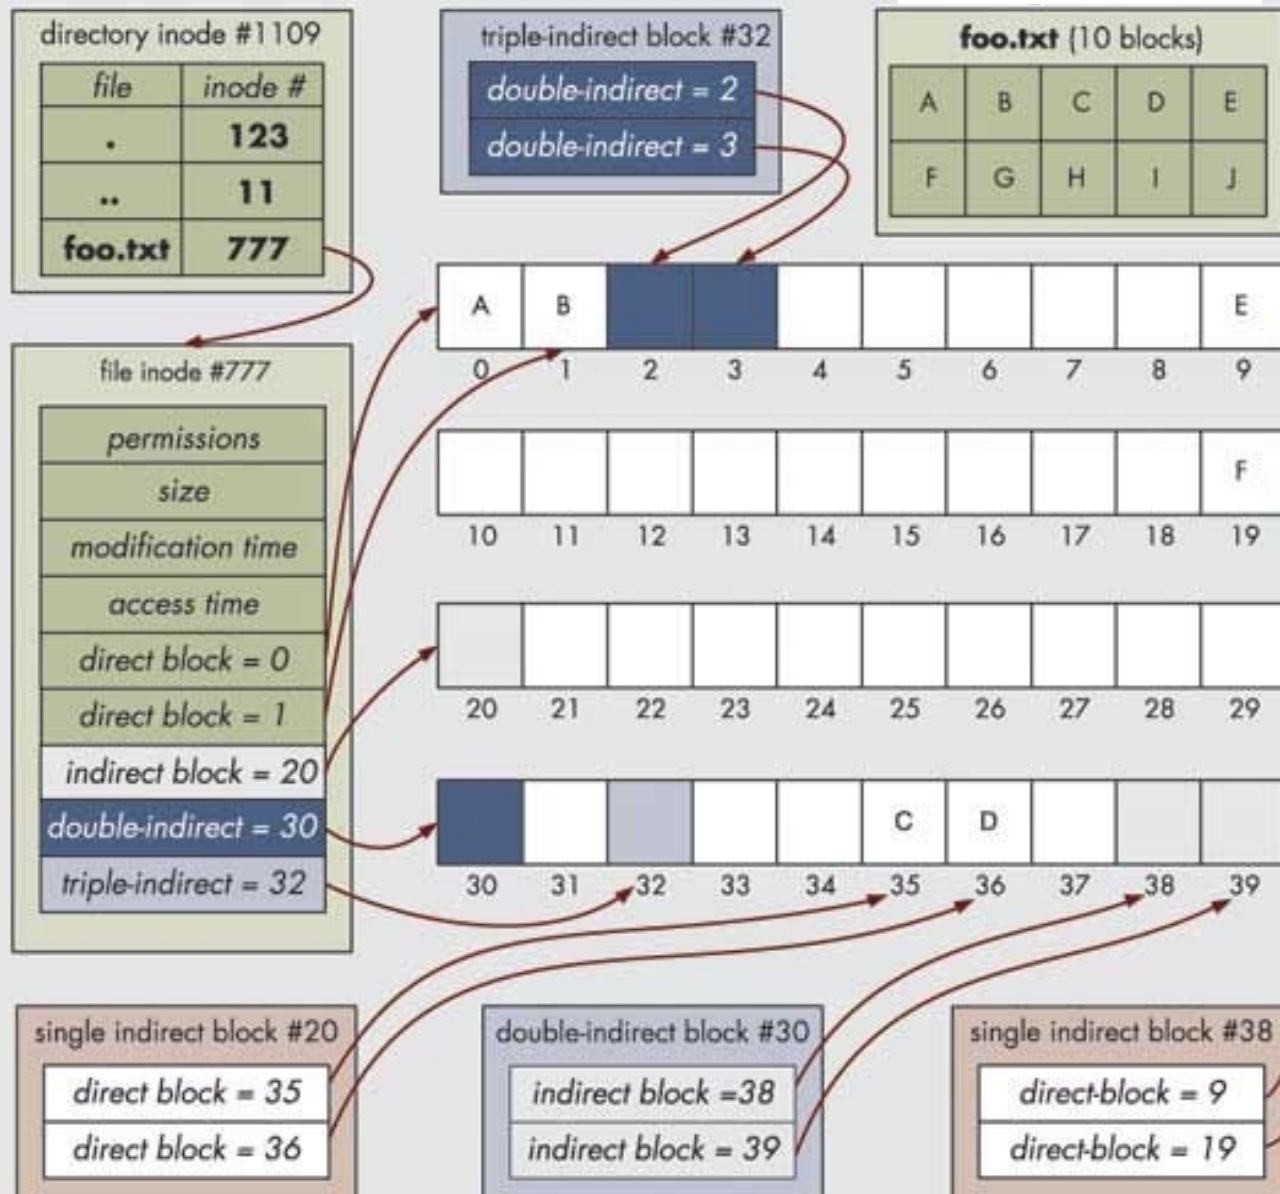 directory inode #1109
file inode #
. 123
.. 11
foo.txt 777
triple-indirect block #32
double-indirect = 2
double-indirect = 3
foo.txt (10 blocks)
A B C D E
F G H I J
A B E
0 1 2 3 4 5 6 7 8 9
F
10 11 12 13 14 15 16 17 18 19
20 21 22 23 24 25 26 27 28 29
C D
30 31 32 33 34 35 36 37 38 39
file inode #777
permissions
size
modification time
access time
direct block = 0
direct block = 1
indirect block = 20
double-indirect = 30
triple-indirect = 32
single indirect block #20
direct block = 35
direct block = 36
double-indirect block #30
indirect block =38
indirect block = 39
single indirect block #38
direct-block = 9
direct-block = 19